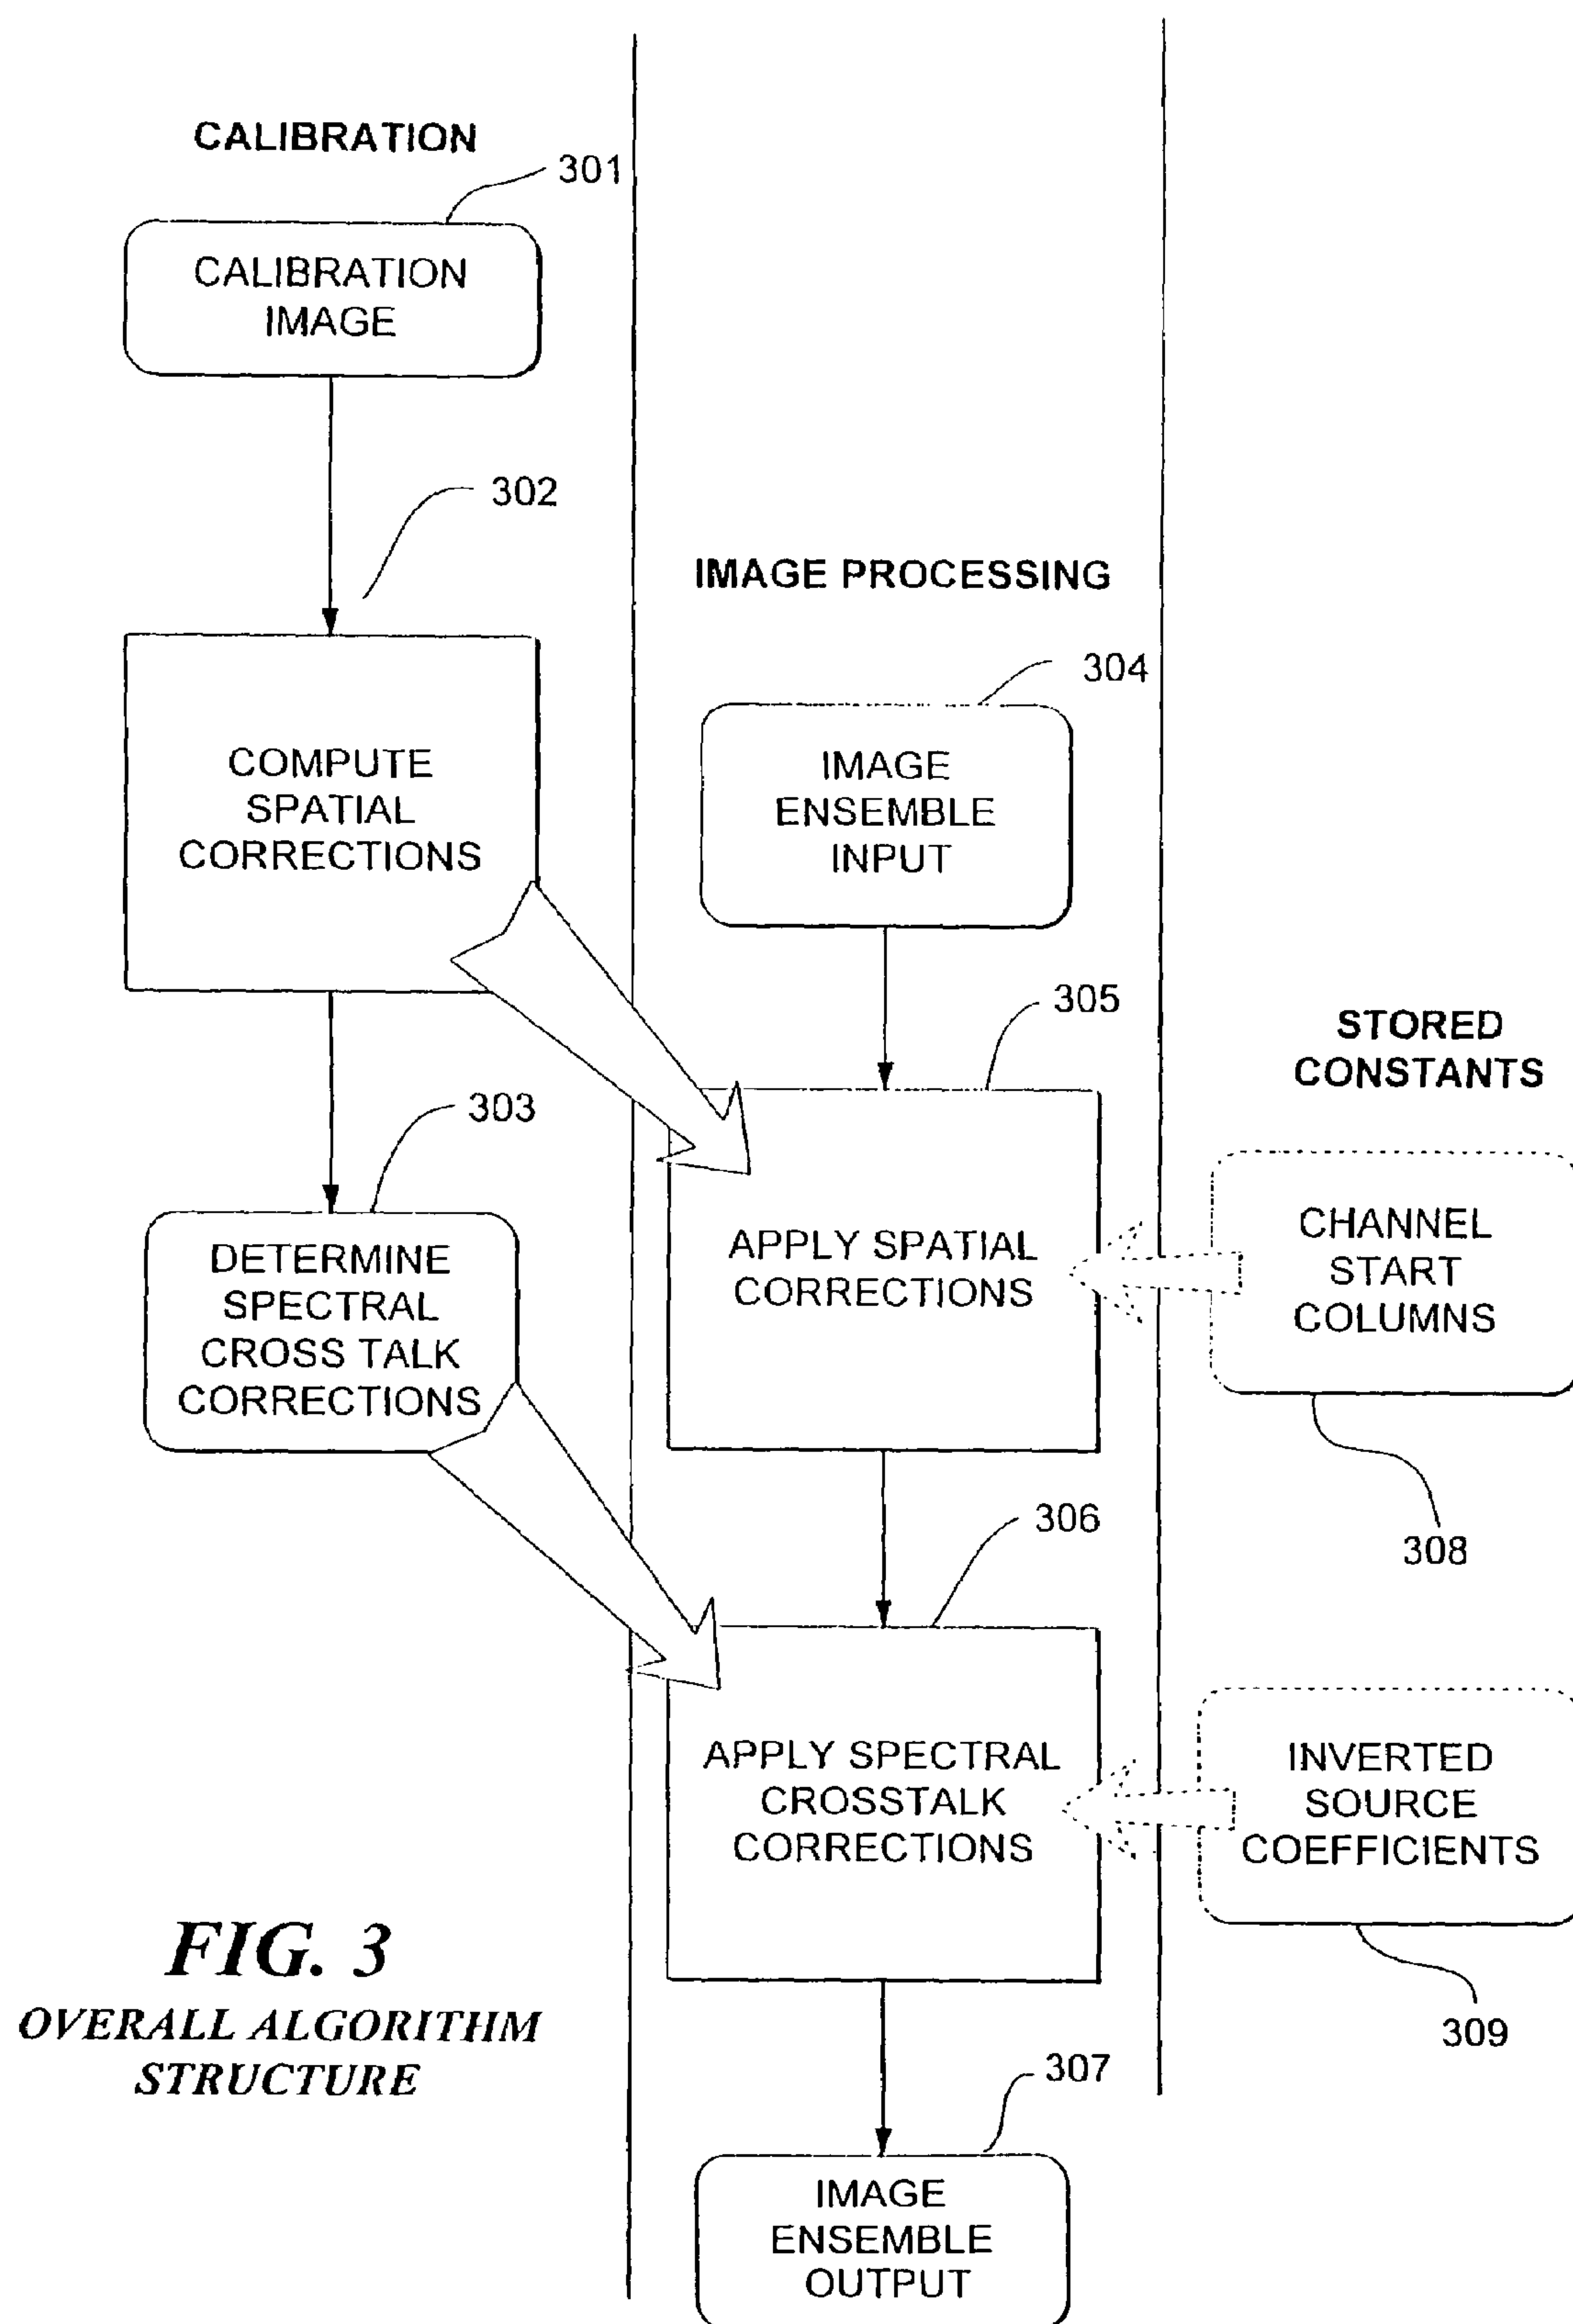 CALIBRATION
301
CALIBRATION
IMAGE
302
COMPUTE
SPATIAL
CORRECTIONS
303
DETERMINE
SPECTRAL
CROSS TALK
CORRECTIONS
IMAGE PROCESSING
304
IMAGE
ENSEMBLE
INPUT
305
APPLY SPATIAL
CORRECTIONS
306
APPLY SPECTRAL
CROSSTALK
CORRECTIONS
307
IMAGE
ENSEMBLE
OUTPUT
STORED
CONSTANTS
CHANNEL
START
COLUMNS
308
INVERTED
SOURCE
COEFFICIENTS
309
FIG. 3
OVERALL ALGORITHM
STRUCTURE